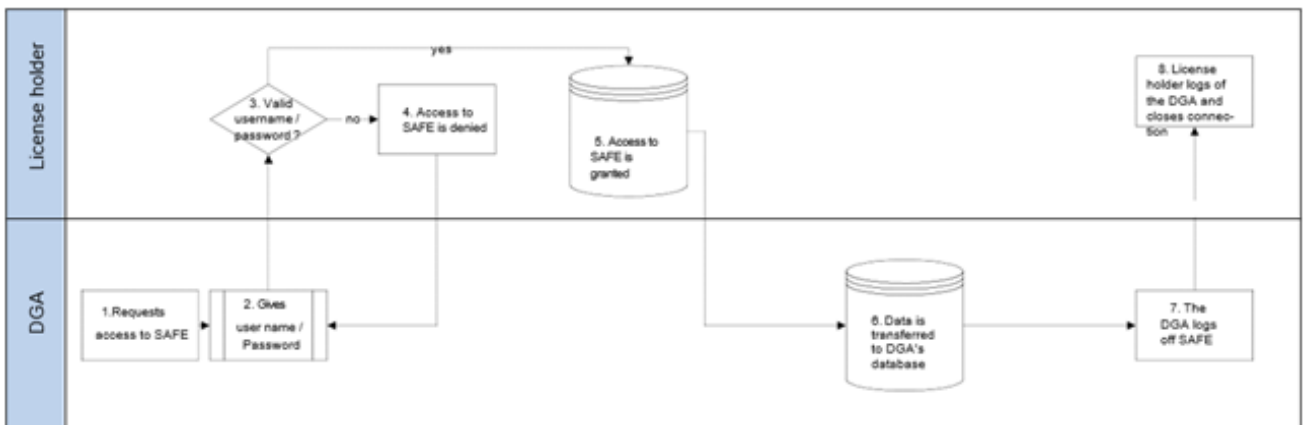 License holder
yes
3. Valid
username /
password ?
no
4. Access to
SAFE is denied
5. Access to
SAFE is
granted
8. License
holder logs of
the DGA and
closes connec-
tion
DGA
1.Requests
access to SAFE
2. Gives
user name /
Password
6. Data is
transferred
to DGA's
database
7. The
DGA logs
off SAFE